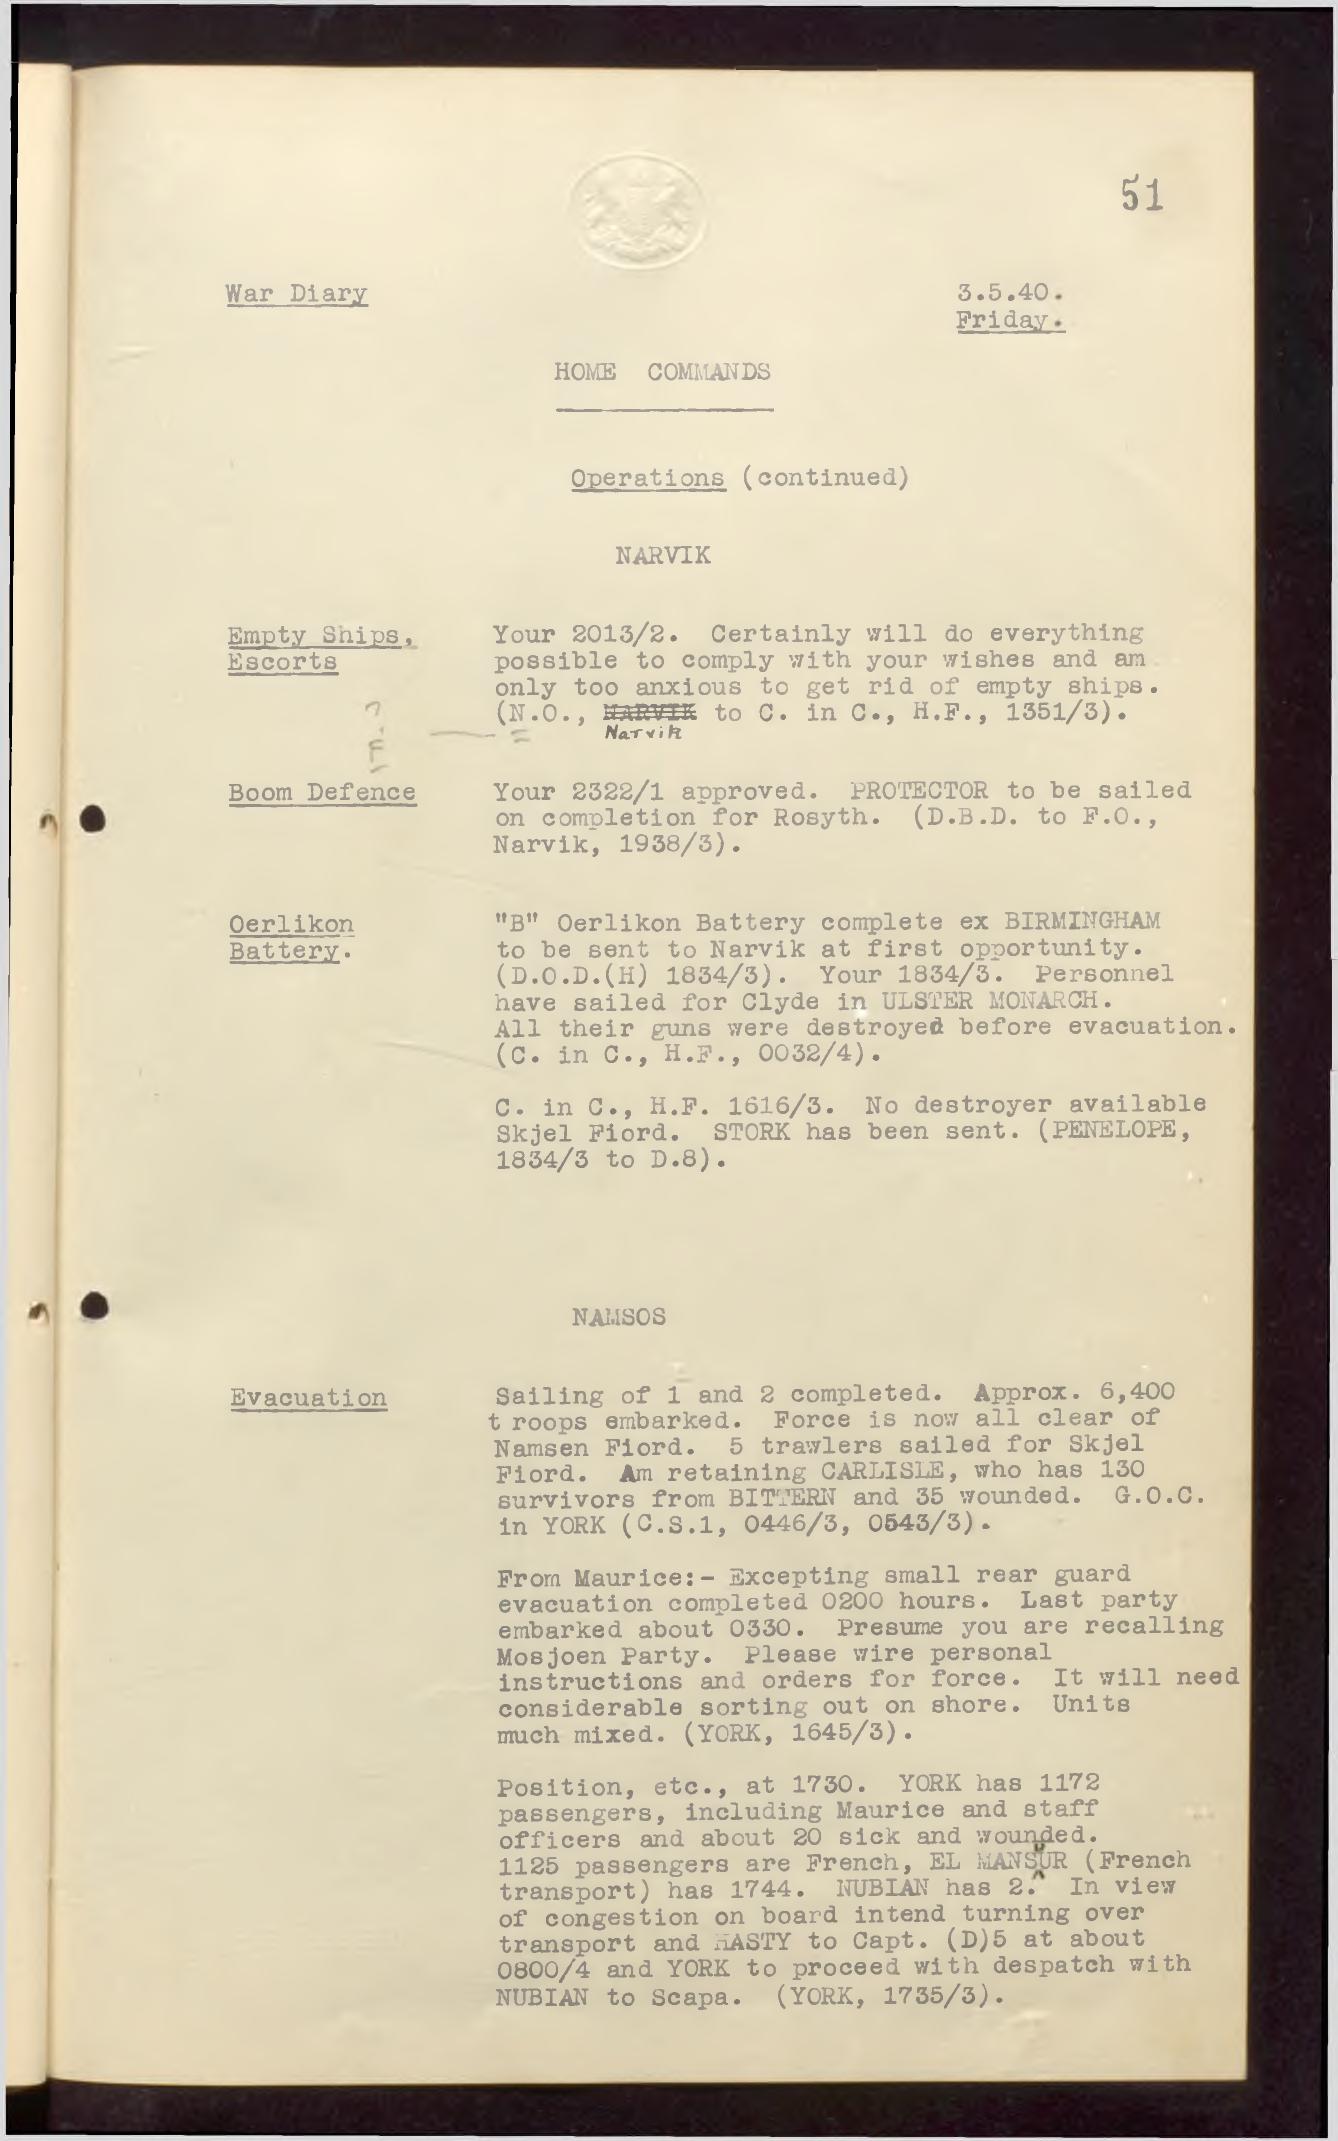 51
War Diary
3.5.40.
Friday.
HOME COMMANDS
Operations (continued)
NARVIK
Empty Ships,
Escorts
Your 2013/2. Certainly will do everything
possible to comply with your wishes and am
only too anxious to get rid of empty ships.
(N.O., NARVIK to C. in C., H.F., 1351/3).
Narvik
? F
Boom Defence
Your 2322/1 approved. PROTECTOR to be sailed
on completion for Rosyth. (D.B.D. to F.O.,
Narvik, 1938/3).
Oerlikon
Battery.
"B" Oerlikon Battery complete ex BIRMINGHAM
to be sent to Narvik at first opportunity.
(D.O.D.(H) 1834/3). Your 1834/3. Personnel
have sailed for Clyde in ULSTER MONARCH.
All their guns were destroyed before evacuation.
(C. in C., H.F., 0032/4).
C. in C., H.F. 1616/3. No destroyer available
Skjel Fiord. STORK has been sent. (PENELOPE,
1834/3 to D.8).
NAMSOS
Evacuation
Sailing of 1 and 2 completed. Approx. 6,400
t roops embarked. Force is now all clear of
Namsen Fiord. 5 trawlers sailed for Skjel
Fiord. Am retaining CARLISLE, who has 130
survivors from BITTERN and 35 wounded. G.O.C.
in YORK (C.S.1, 0446/3, 0543/3).
From Maurice:- Excepting small rear guard
evacuation completed 0200 hours. Last party
embarked about 0330. Presume you are recalling
Mosjoen Party. Please wire personal
instructions and orders for force. It will need
considerable sorting out on shore. Units
much mixed. (YORK, 1645/3).
Position, etc., at 1730. YORK has 1172
passengers, including Maurice and staff
officers and about 20 sick and wounded.
1125 passengers are French, EL MANSUR (French
transport) has 1744. NUBIAN has 2. In view
of congestion on board intend turning over
transport and HASTY to Capt. (D)5 at about
0800/4 and YORK to proceed with despatch with
NUBIAN to Scapa. (YORK, 1735/3).